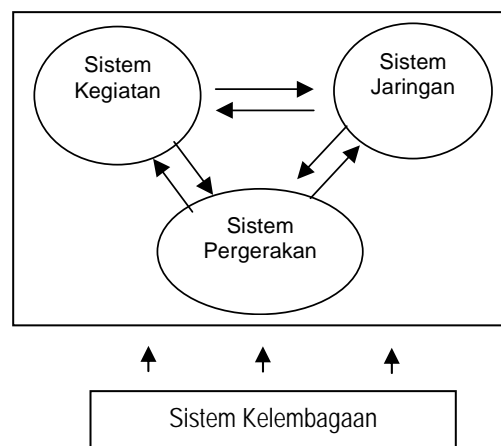 Sistem
Kegiatan
Sistem
Jaringan
Sistem
Pergerakan
Sistem Kelembagaan